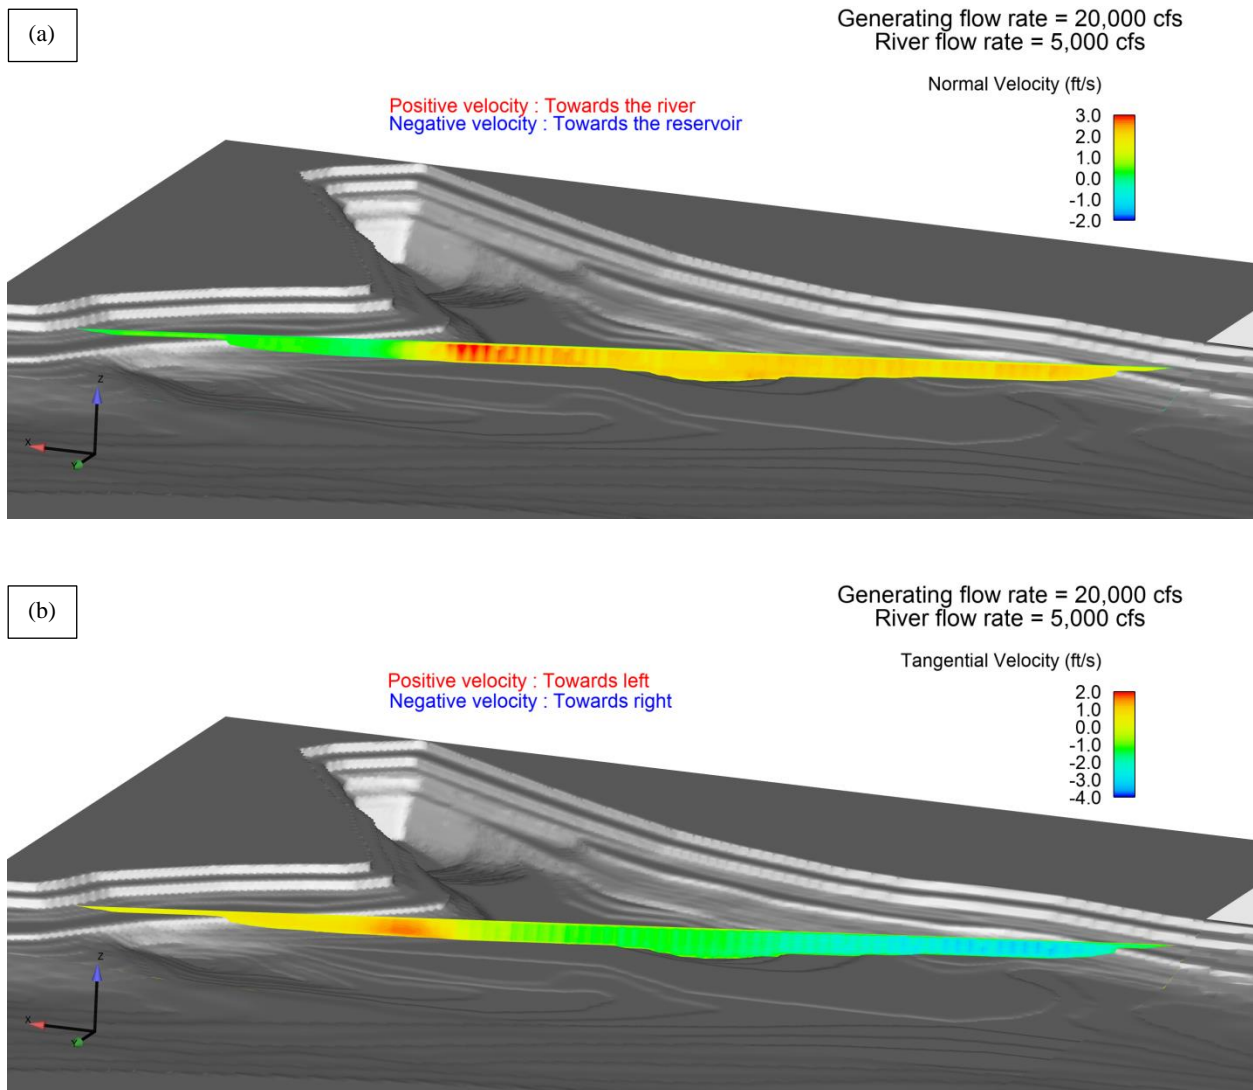 (a)
Generating flow rate = 20,000 cfs
River flow rate = 5,000 cfs
Normal Velocity (ft/s)
Positive velocity : Towards the river
Negative velocity : Towards the reservoir
3.0
2.0
1.0
0.0
-1.0
-2.0
Z
X
Y
(b)
Generating flow rate = 20,000 cfs
River flow rate = 5,000 cfs
Tangential Velocity (ft/s)
Positive velocity : Towards left
Negative velocity : Towards right
2.0
1.0
0.0
-1.0
-2.0
-3.0
-4.0
Z
X
Y